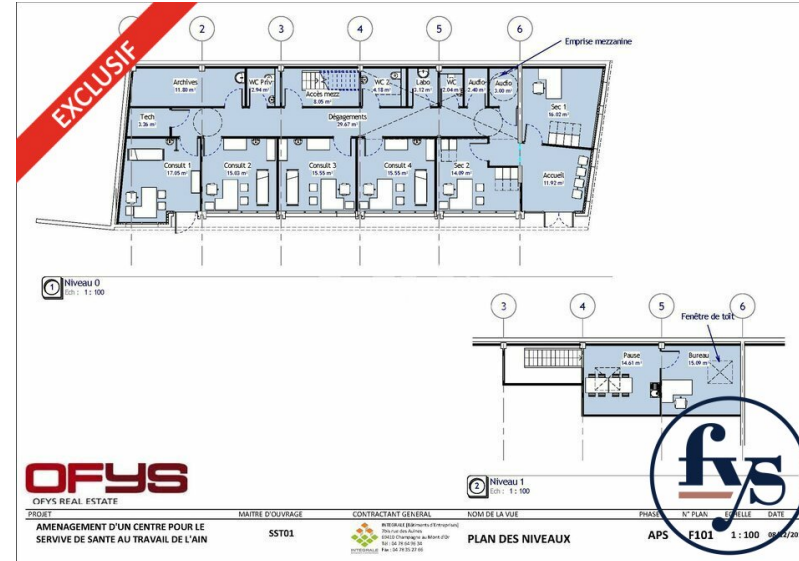 EXCLUSIF
2
3
4
5
6
Emprise mezzanine
Archives
11.88 m²
WC Priv
2.94 m²
Accès mezz
8.05 m²
WC 2
4.18 m²
Labo
WC
2.04 m²
Audio
2.40 m²
Audio
3.00 m²
Sec 1
16.02 m²
Tech
3.36 m²
Dégagements
29.67 m²
Consult 1
17.05 m²
Consult 2
15.03 m²
Consult 3
15.55 m²
Consult 4
15.55 m²
Sec 2
14.09 m²
Accueil
11.92 m²
1
Niveau 0
Ech : 1 : 100
3
4
5
6
Fenêtre de toît
Pause
14.61 m²
Bureau
15.09 m²
2
Niveau 1
Ech : 1 : 100
OFYS
OFYS REAL ESTATE
fys
PROJET
MAITRE D'OUVRAGE
CONTRACTANT GENERAL
NOM DE LA VUE
PHASE
N° PLAN
ECHELLE
DATE
AMENAGEMENT D'UN CENTRE POUR LE
SERVIVE DE SANTE AU TRAVAIL DE L'AIN
SST01
INTEGRALE
PLAN DES NIVEAUX
APS
F101
1 : 100